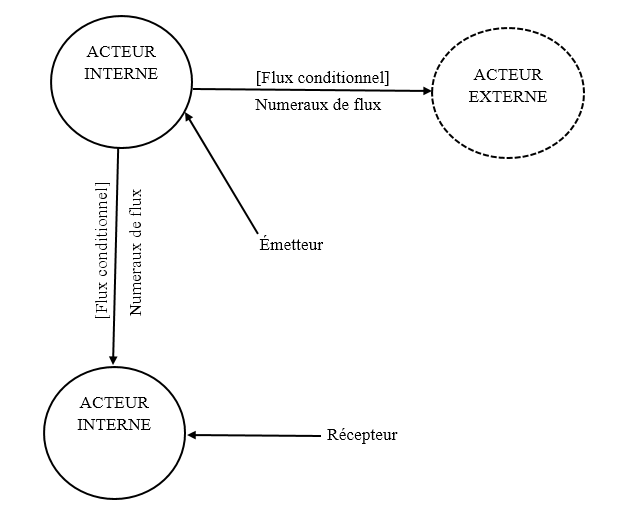 ACTEUR
INTERNE
[Flux conditionnel]
Numeraux de flux
ACTEUR
EXTERNE
[Flux conditionnel]
Numeraux de flux
Émetteur
ACTEUR
INTERNE
Récepteur